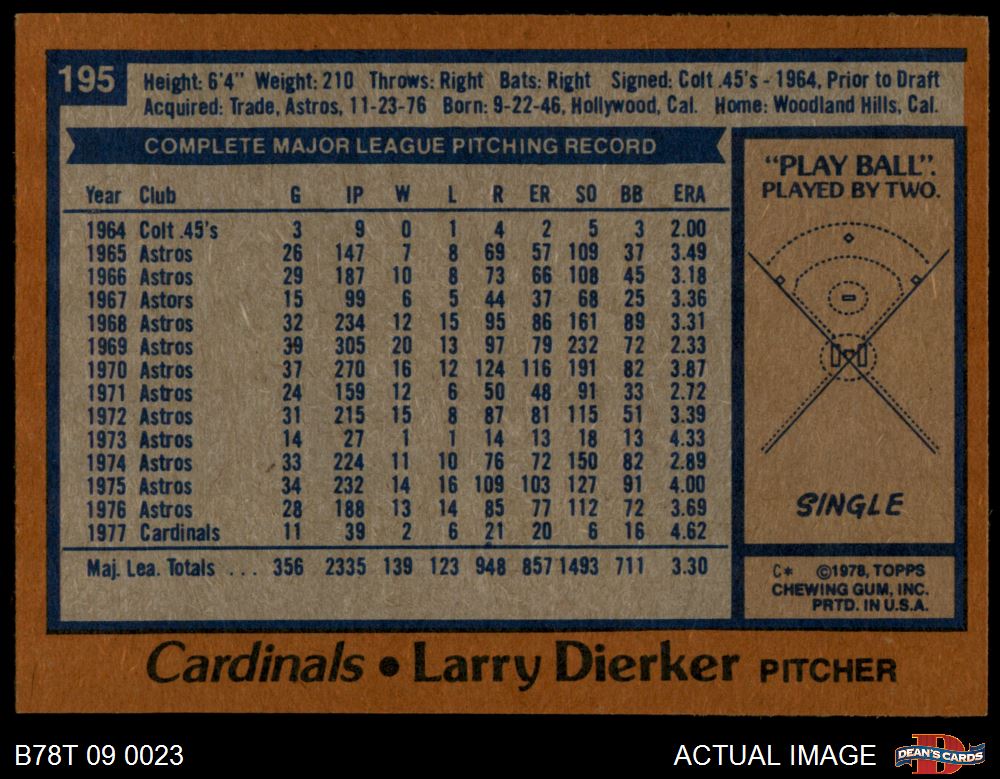 195
Height: 6'4" Weight: 210 Throws: Right Bats: Right Signed: Colt .45's - 1964, Prior to Draft
Acquired: Trade, Astros, 11-23-76 Born: 9-22-46, Hollywood, Cal. Home: Woodland Hills, Cal.
COMPLETE MAJOR LEAGUE PITCHING RECORD
Year Club G IP W L R ER SO BB ERA
1964 Colt .45's 3 9 0 1 4 2 5 3 2.00
1965 Astros 26 147 7 8 69 57 109 37 3.49
1966 Astros 29 187 10 8 73 66 108 45 3.18
1967 Astors 15 99 6 5 44 37 68 25 3.36
1968 Astros 32 234 12 15 95 86 161 89 3.31
1969 Astros 39 305 20 13 97 79 232 72 2.33
1970 Astros 37 270 16 12 124 116 191 82 3.87
1971 Astros 24 159 12 6 50 48 91 33 2.72
1972 Astros 31 215 15 8 87 81 115 51 3.39
1973 Astros 14 27 1 1 14 13 18 13 4.33
1974 Astros 33 224 11 10 76 72 150 82 2.89
1975 Astros 34 232 14 16 109 103 127 91 4.00
1976 Astros 28 188 13 14 85 77 112 72 3.69
1977 Cardinals 11 39 2 6 21 20 6 16 4.62
Maj. Lea. Totals ... 356 2335 139 123 948 857 1493 711 3.30
"PLAY BALL".
PLAYED BY TWO.
SINGLE
C* ©1978, TOPPS
CHEWING GUM, INC.
PRTD. IN U.S.A.
Cardinals • Larry Dierker PITCHER
B78T 09 0023
ACTUAL IMAGE
DEAN'S CARDS